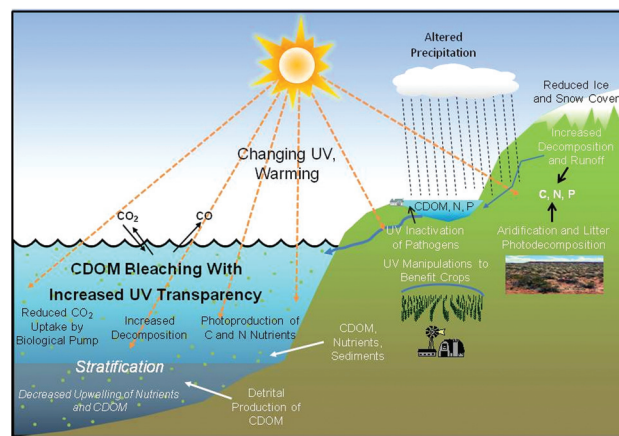 Altered
Precipitation
Reduced Ice
and Snow Cover
Increased
Decomposition
and Runoff
Changing UV,
Warming
C, N, P
CDOM, N, P
CO2
CO
UV Inactivation
of Pathogens
Aridification and Litter
Photodecomposition
CDOM Bleaching With
Increased UV Transparency
UV Manipulations to
Benefit Crops
Reduced CO2
Uptake by
Biological Pump
Increased
Decomposition
Photoproduction of
C and N Nutrients
CDOM,
Nutrients,
Sediments
Stratification
Decreased Upwelling of Nutrients
and CDOM
Detrital
Production of
CDOM